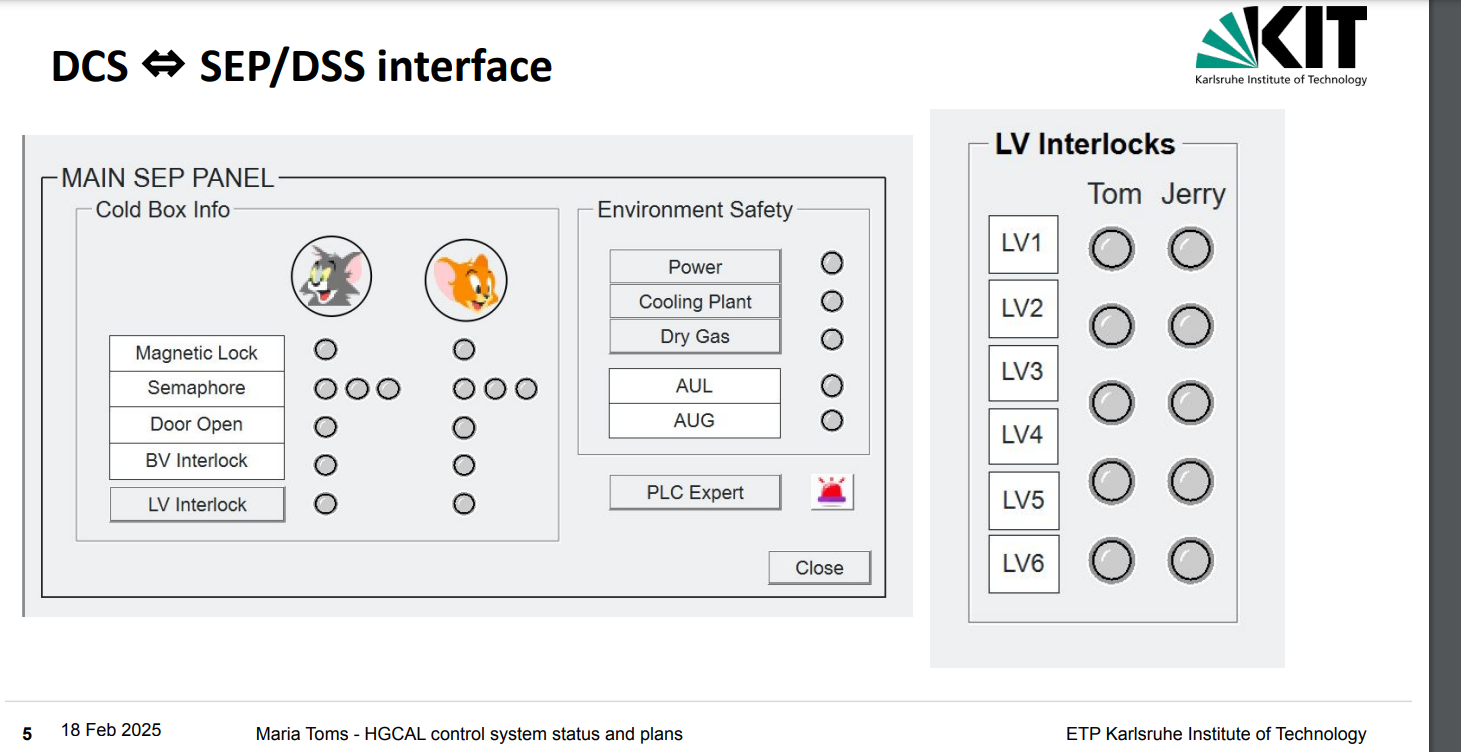 DCS ⇔ SEP/DSS interface
KIT
Karlsruhe Institute of Technology
MAIN SEP PANEL
Cold Box Info
Magnetic Lock
Semaphore
Door Open
BV Interlock
LV Interlock
Environment Safety
Power
Cooling Plant
Dry Gas
AUL
AUG
PLC Expert
Close
LV Interlocks
Tom Jerry
LV1
LV2
LV3
LV4
LV5
LV6
5 18 Feb 2025 Maria Toms - HGCAL control system status and plans ETP Karlsruhe Institute of Technology